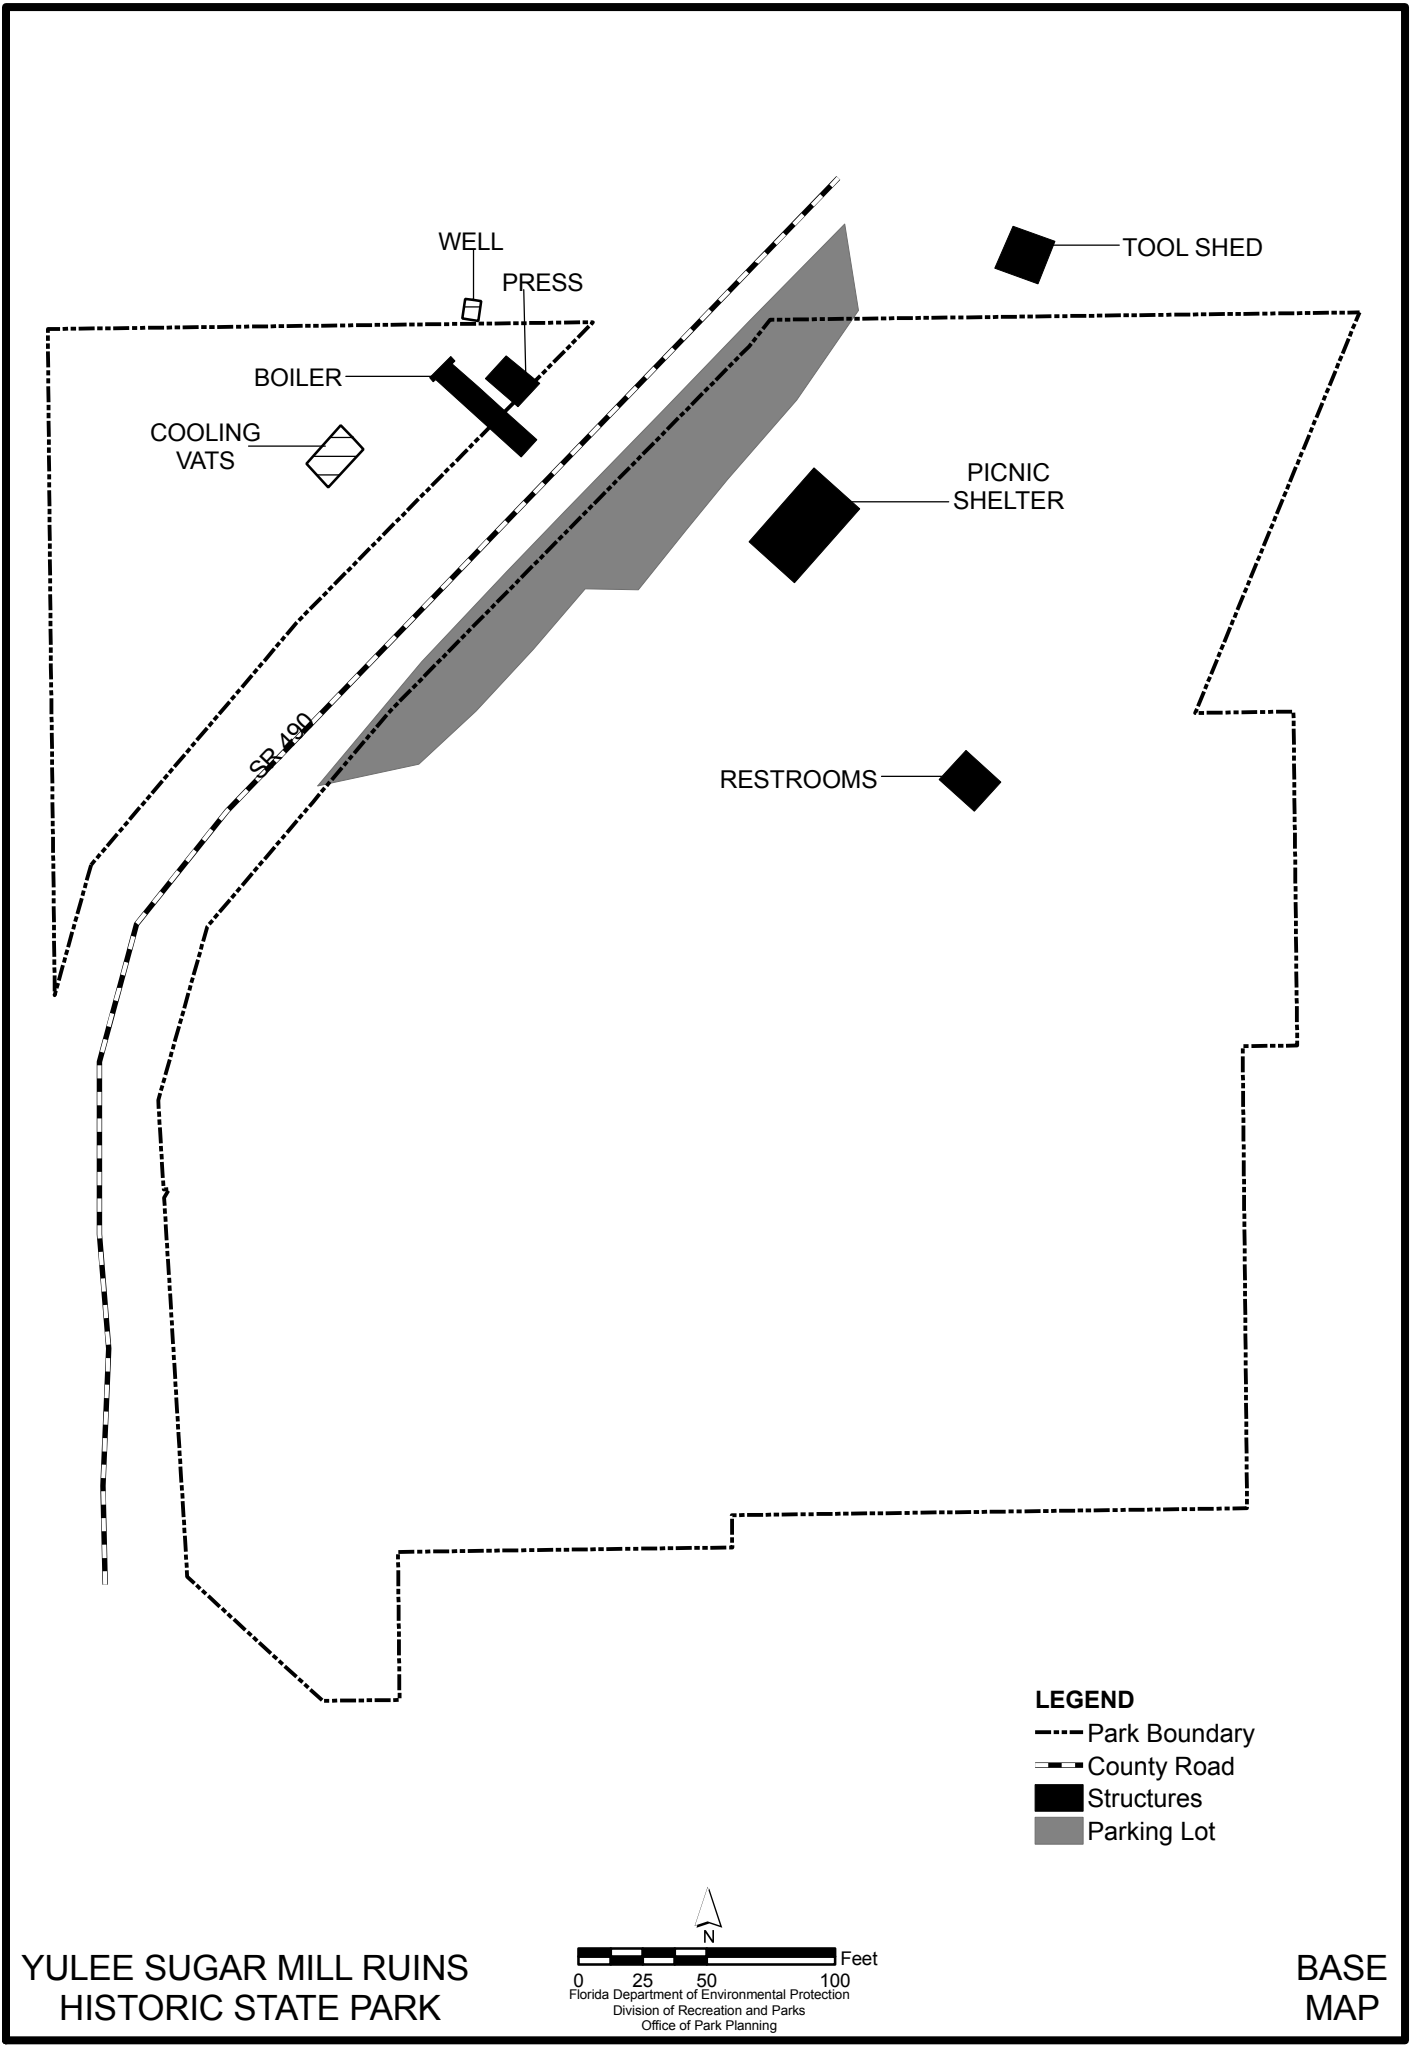 WELL
PRESS
TOOL SHED
BOILER
COOLING
VATS
PICNIC
SHELTER
SR 490
RESTROOMS
LEGEND
Park Boundary
County Road
Structures
Parking Lot
N
Feet
0 25 50 100
Florida Department of Environmental Protection
Division of Recreation and Parks
Office of Park Planning
YULEE SUGAR MILL RUINS
HISTORIC STATE PARK
BASE
MAP